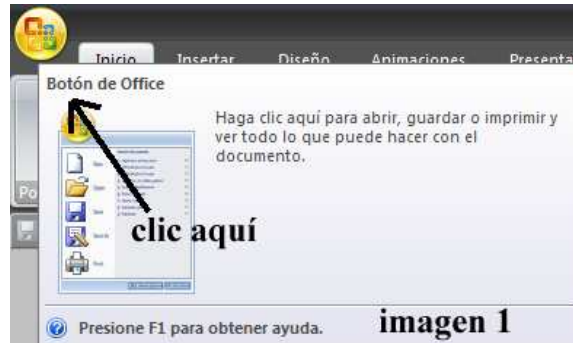 Inicio Insertar Diseño Animaciones Presenta
Botón de Office
Haga clic aquí para abrir, guardar o imprimir y
ver todo lo que puede hacer con el
documento.
Po
clic aquí
Presione F1 para obtener ayuda.
imagen 1